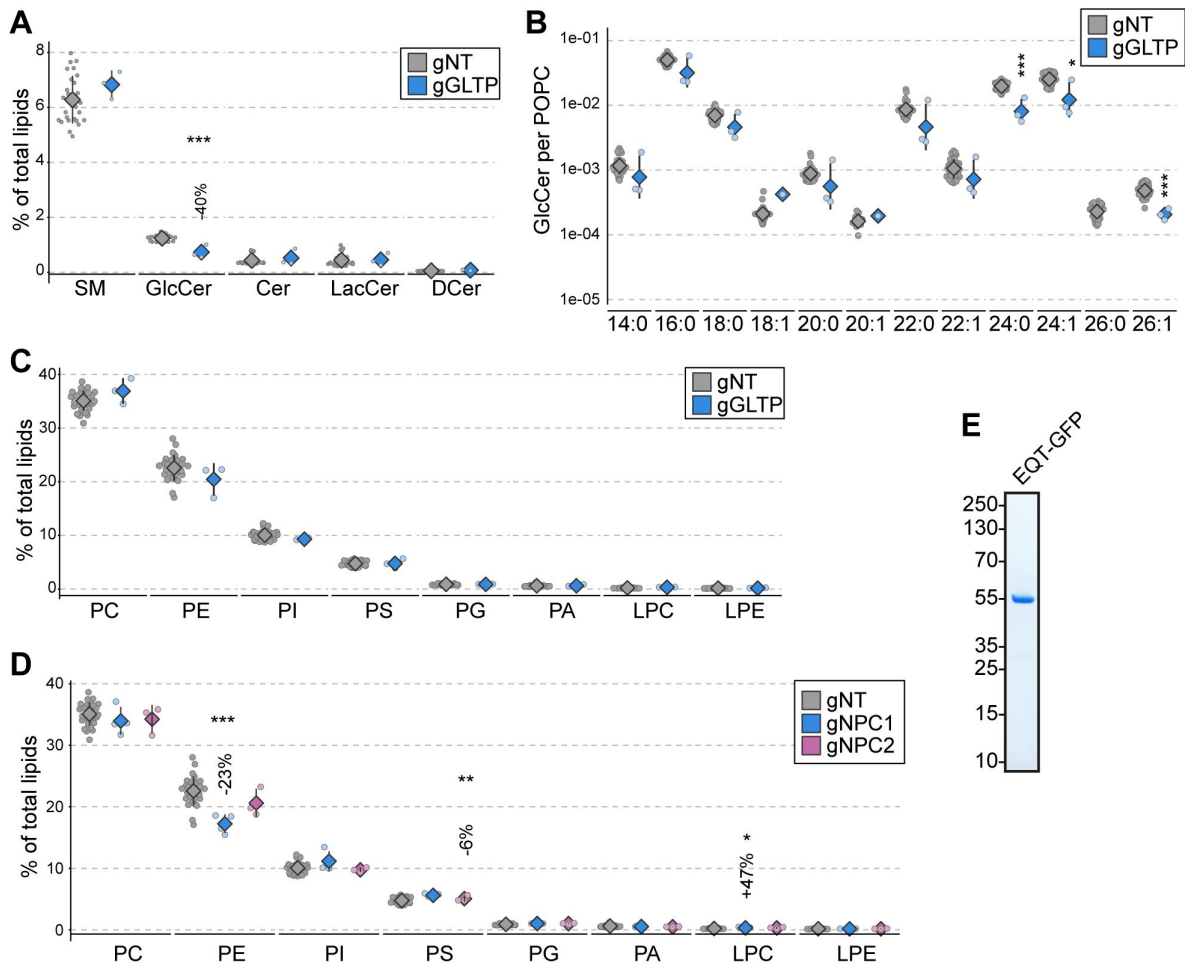 A
% of total lipids
8
6
4
2
0
gNT
gGLTP
***
-40%
SM GlcCer Cer LacCer DCer
B
GlcCer per POPC
1e-01
1e-02
1e-03
1e-04
1e-05
gNT
gGLTP
***
*
***
14:0 16:0 18:0 18:1 20:0 20:1 22:0 22:1 24:0 24:1 26:0 26:1
C
% of total lipids
40
30
20
10
0
gNT
gGLTP
PC PE PI PS PG PA LPC LPE
D
% of total lipids
40
30
20
10
0
gNT
gNPC1
gNPC2
***
-23%
**
-6%
*
+47%
PC PE PI PS PG PA LPC LPE
E
EQT-GFP
250
130
70
55
35
25
15
10